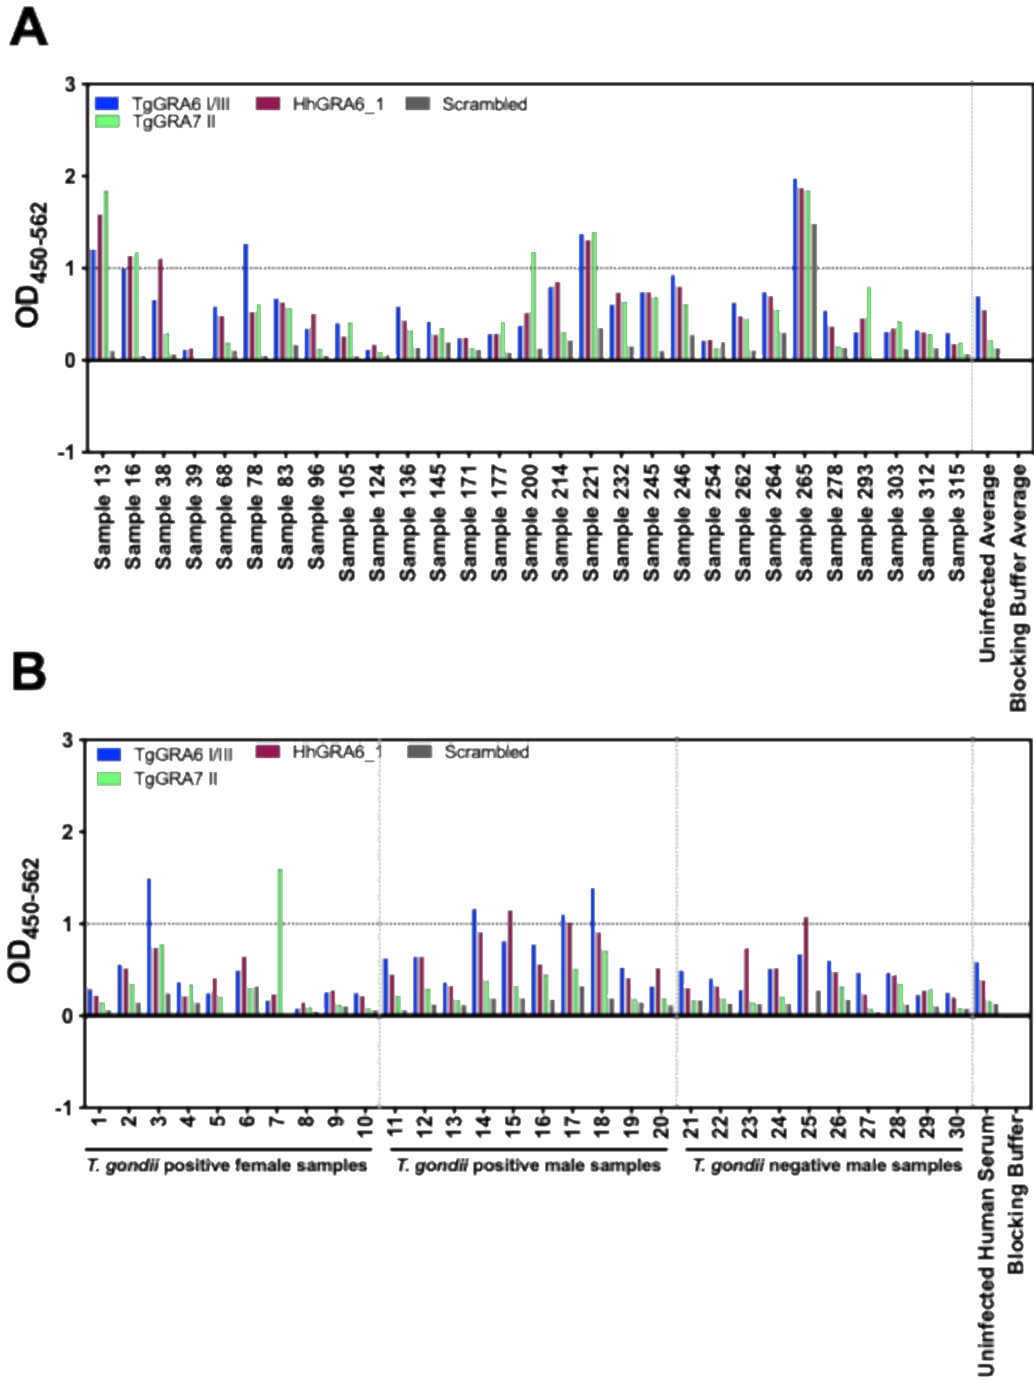 A
3
2
1
0
-1
OD450-562
TgGRA6 I/III HhGRA6_1 Scrambled
TgGRA7 II
Sample 13
Sample 16
Sample 38
Sample 39
Sample 68
Sample 78
Sample 83
Sample 96
Sample 105
Sample 124
Sample 136
Sample 145
Sample 171
Sample 177
Sample 200
Sample 214
Sample 221
Sample 232
Sample 245
Sample 246
Sample 254
Sample 262
Sample 264
Sample 265
Sample 278
Sample 293
Sample 303
Sample 312
Sample 315
Uninfected Average
Blocking Buffer Average
B
3
2
1
0
-1
OD450-562
TgGRA6 I/III HhGRA6_1 Scrambled
TgGRA7 II
1 2 3 4 5 6 7 8 9 10 11 12 13 14 15 16 17 18 19 20 21 22 23 24 25 26 27 28 29 30
Uninfected Human Serum
Blocking Buffer
T. gondii positive female samples
T. gondii positive male samples
T. gondii negative male samples